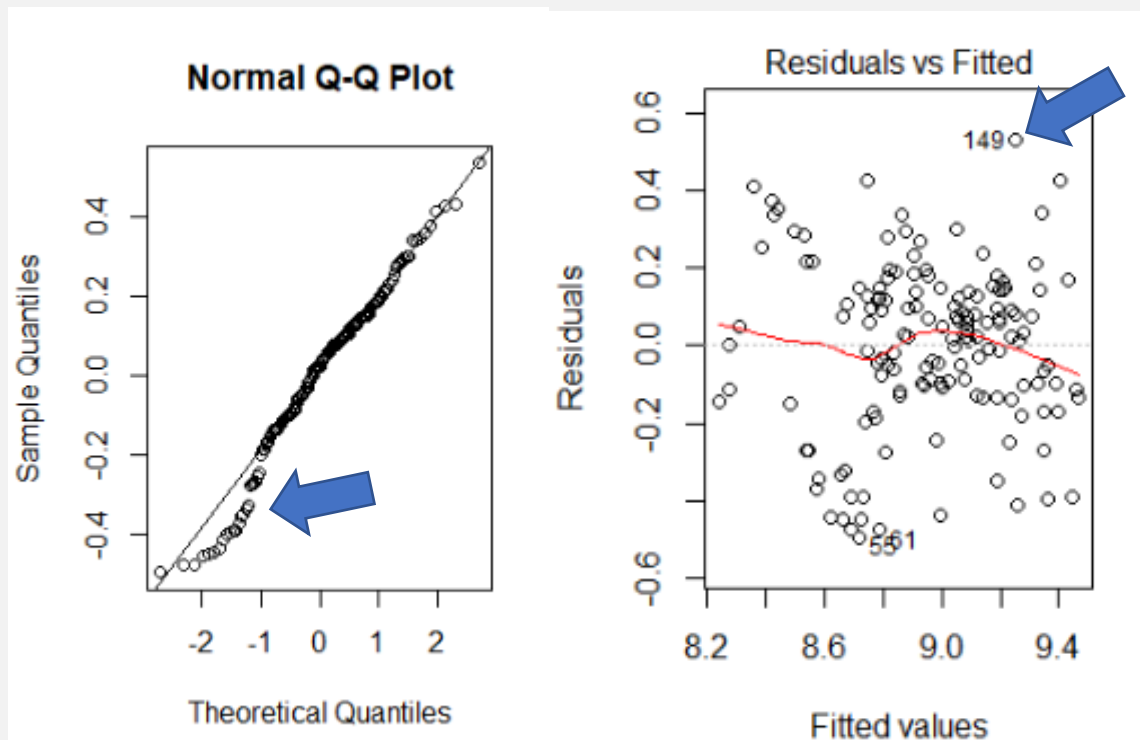 Normal Q-Q Plot
Sample Quantiles
0.4
0.2
0.0
-0.2
-0.4
-2 -1 0 1 2
Theoretical Quantiles
Residuals vs Fitted
Residuals
0.6
0.4
0.2
0.0
-0.2
-0.6
149
55
61
8.2 8.6 9.0 9.4
Fitted values